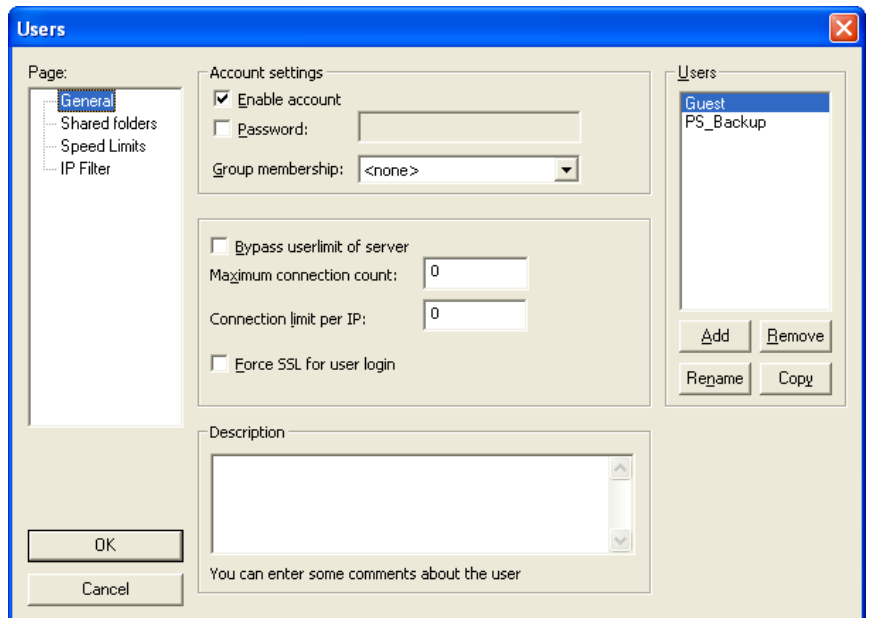 Users
Page:
General
Shared folders
Speed Limits
IP Filter
Account settings
Enable account
Password:
Group membership: <none>
Bypass userlimit of server
Maximum connection count: 0
Connection limit per IP: 0
Force SSL for user login
Description
You can enter some comments about the user
Users
Guest
PS_Backup
Add Remove
Rename Copy
OK
Cancel